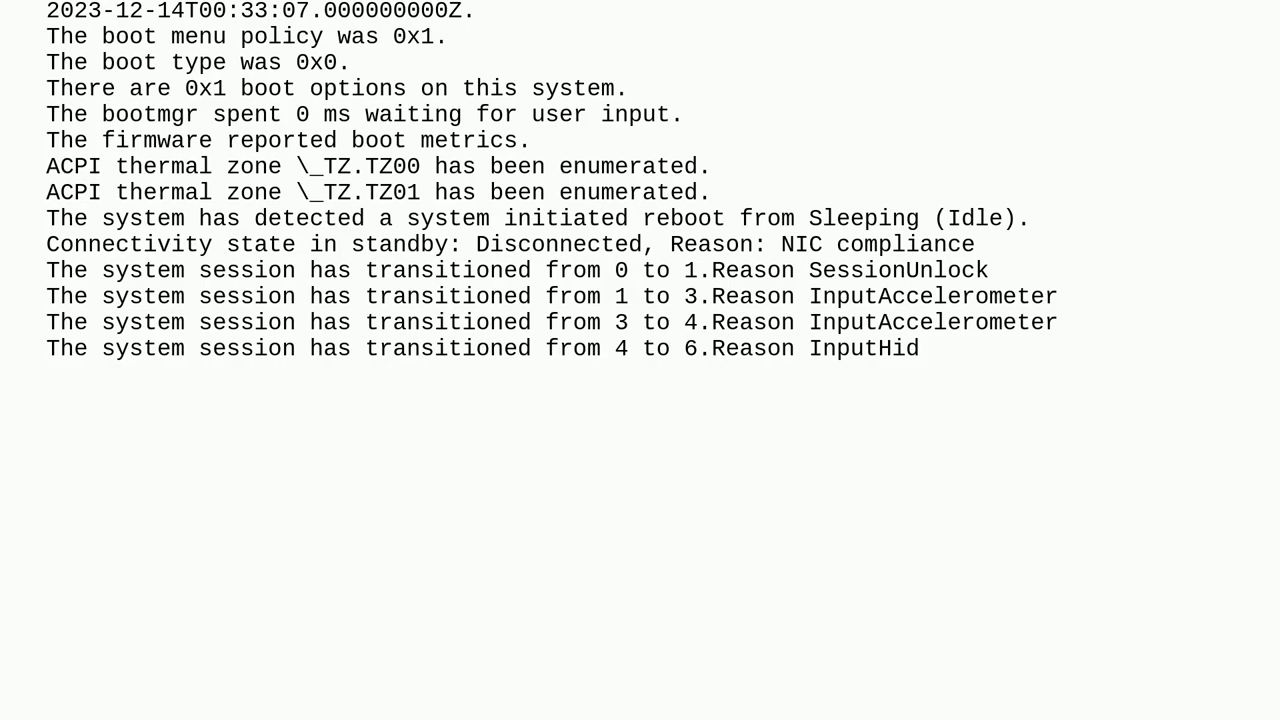 2023-12-14T00:33:07.000000000Z.
The boot menu policy was 0x1.
The boot type was 0x0.
There are 0x1 boot options on this system.
The bootmgr spent 0 ms waiting for user input.
The firmware reported boot metrics.
ACPI thermal zone \_TZ.TZ00 has been enumerated.
ACPI thermal zone \_TZ.TZ01 has been enumerated.
The system has detected a system initiated reboot from Sleeping (Idle).
Connectivity state in standby: Disconnected, Reason: NIC compliance
The system session has transitioned from 0 to 1.Reason SessionUnlock
The system session has transitioned from 1 to 3.Reason InputAccelerometer
The system session has transitioned from 3 to 4.Reason InputAccelerometer
The system session has transitioned from 4 to 6.Reason InputHid